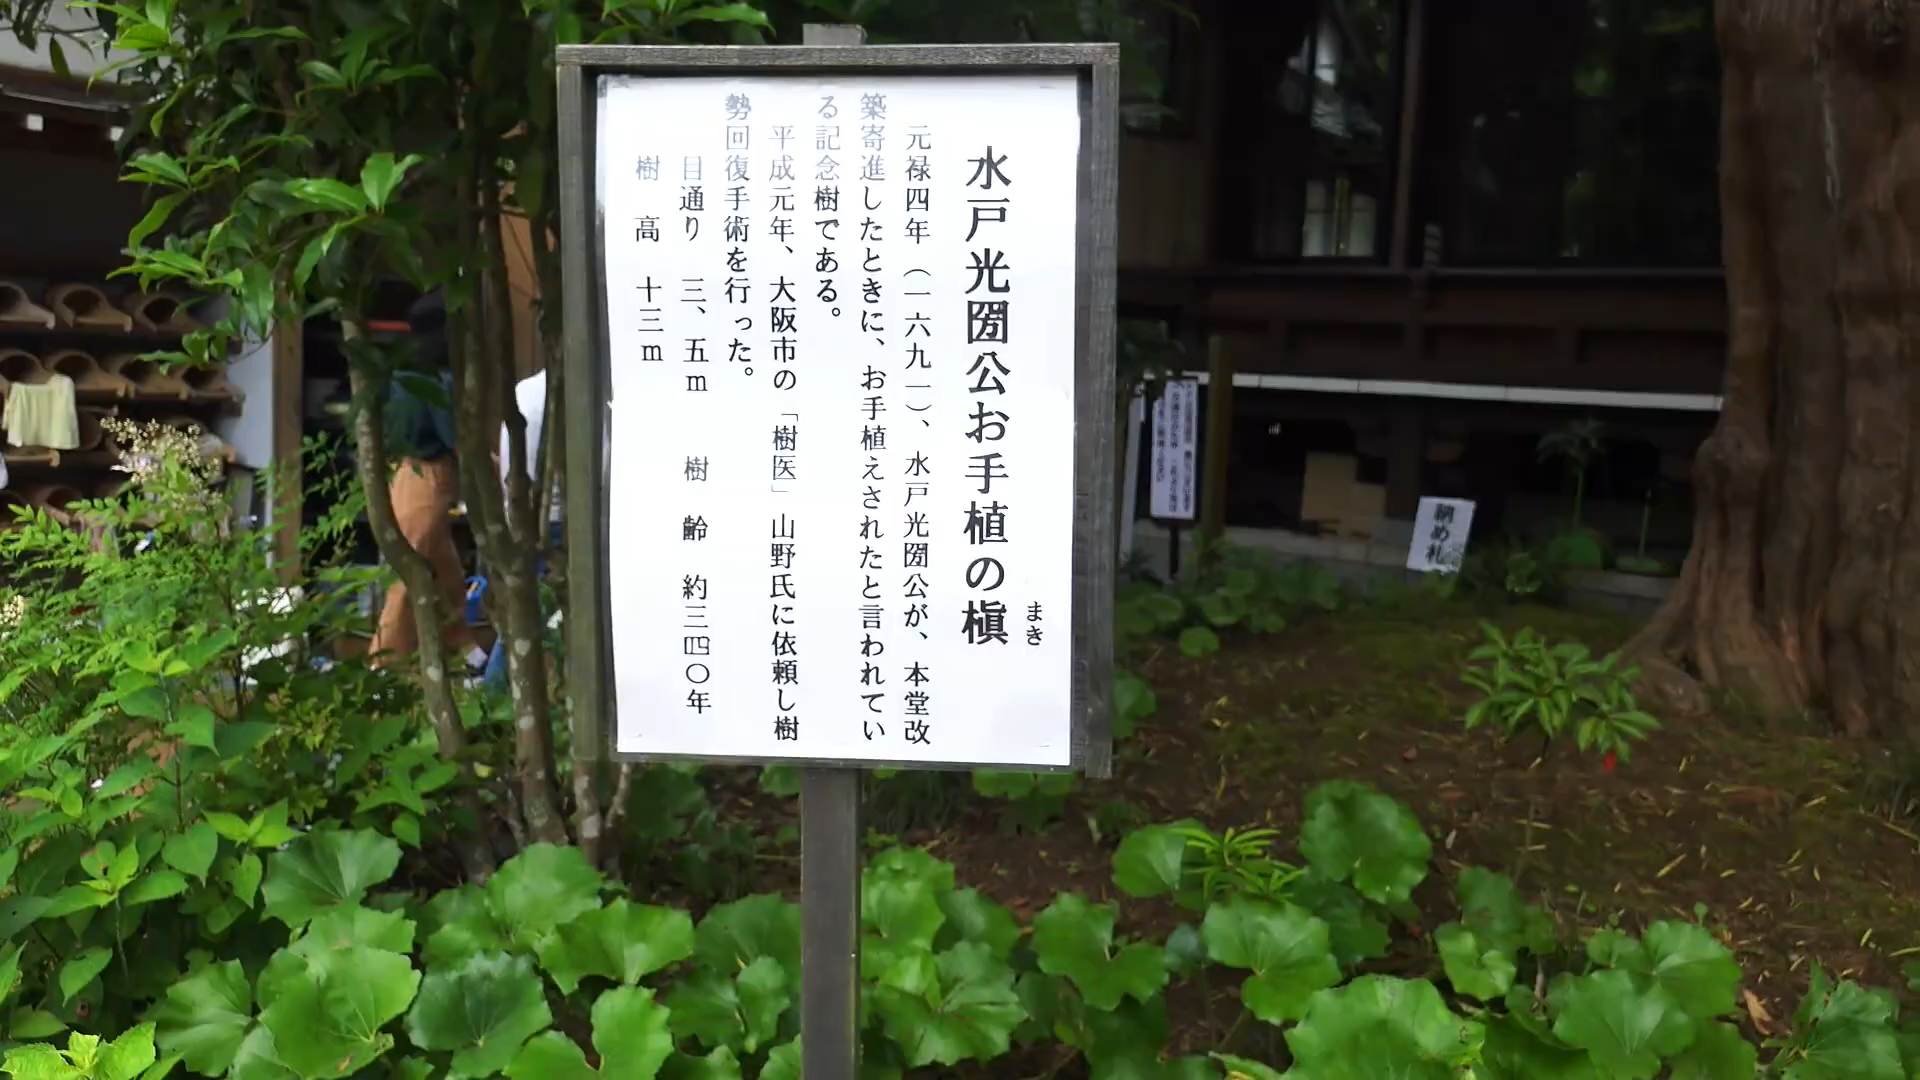 水戸光圀公お手植の槇
まき
元禄四年（一六九一）、水戸光圀公が、本堂改
築寄進したときに、お手植えされたと言われてい
る記念樹である。
平成元年、大阪市の「樹医」山野氏に依頼し樹
勢回復手術を行った。
目通り 三、五m 樹 齢 約三四〇年
樹 高 十三m
納め札